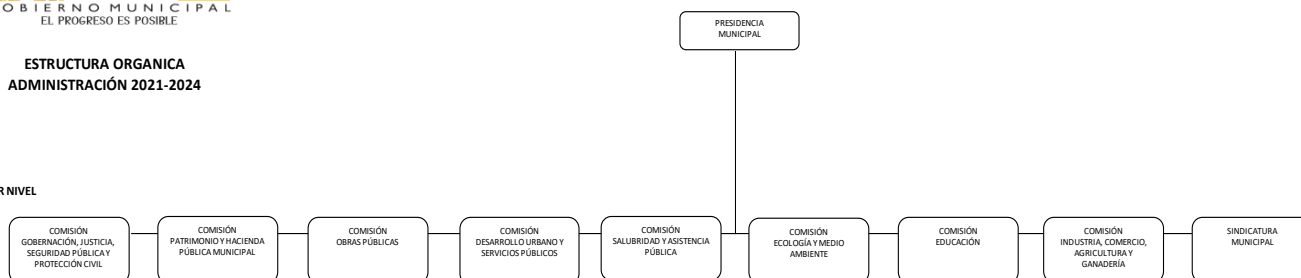 OBIERNO MUNICIPAL
EL PROGRESO ES POSIBLE
PRESIDENCIA
MUNICIPAL
ESTRUCTURA ORGANICA
ADMINISTRACIÓN 2021-2024
R NIVEL
COMISIÓN
GOBERNACIÓN, JUSTICIA,
SEGURIDAD PÚBLICA Y
PROTECCIÓN CIVIL
COMISIÓN
PATRIMONIO Y HACIENDA
PÚBLICA MUNICIPAL
COMISIÓN
OBRAS PÚBLICAS
COMISIÓN
DESARROLLO URBANO Y
SERVICIOS PÚBLICOS
COMISIÓN
SALUBRIDAD Y ASISTENCIA
PÚBLICA
COMISIÓN
ECOLOGÍA Y MEDIO
AMBIENTE
COMISIÓN
EDUCACIÓN
COMISIÓN
INDUSTRIA, COMERCIO,
AGRICULTURA Y
GANADERÍA
SINDICATURA
MUNICIPAL